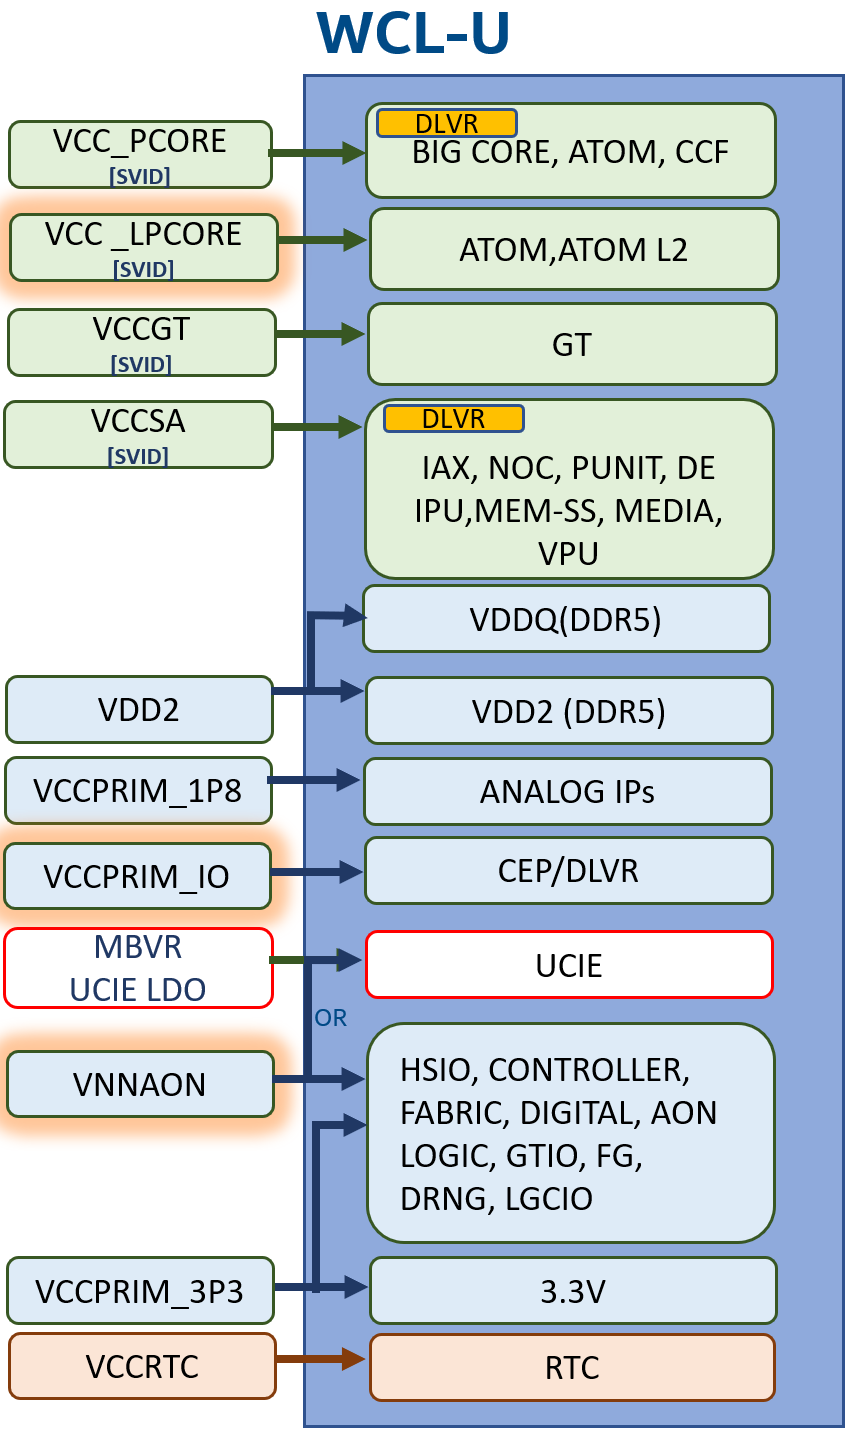 WCL-U
VCC_PCORE
[SVID]
DLVR
BIG CORE, ATOM, CCF
VCC _LPCORE
[SVID]
ATOM,ATOM L2
VCCGT
[SVID]
GT
VCCSA
[SVID]
DLVR
IAX, NOC, PUNIT, DE
IPU,MEM-SS, MEDIA,
VPU
VDDQ(DDR5)
VDD2
VDD2 (DDR5)
VCCPRIM_1P8
ANALOG IPs
VCCPRIM_IO
CEP/DLVR
MBVR
UCIE LDO
UCIE
OR
VNNAON
HSIO, CONTROLLER,
FABRIC, DIGITAL, AON
LOGIC, GTIO, FG,
DRNG, LGCIO
VCCPRIM_3P3
3.3V
VCCRTC
RTC